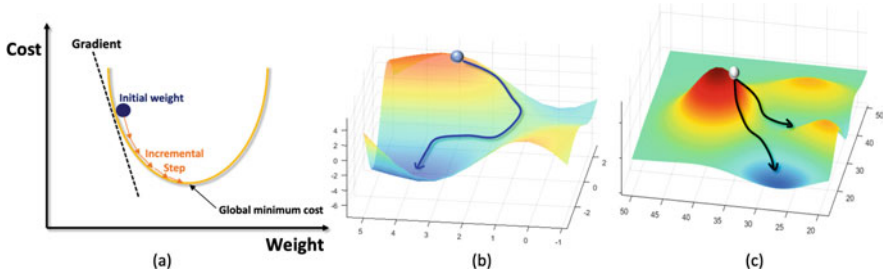 Cost
Gradient
Initial weight
Incremental
Step
Global minimum cost
Weight
(a)
4
2
0
-2
-4
-6
5
4
3
2
1
0
-1
2
0
-2
(b)
50
45
40
35
30
25
20
50
40
30
20
(c)